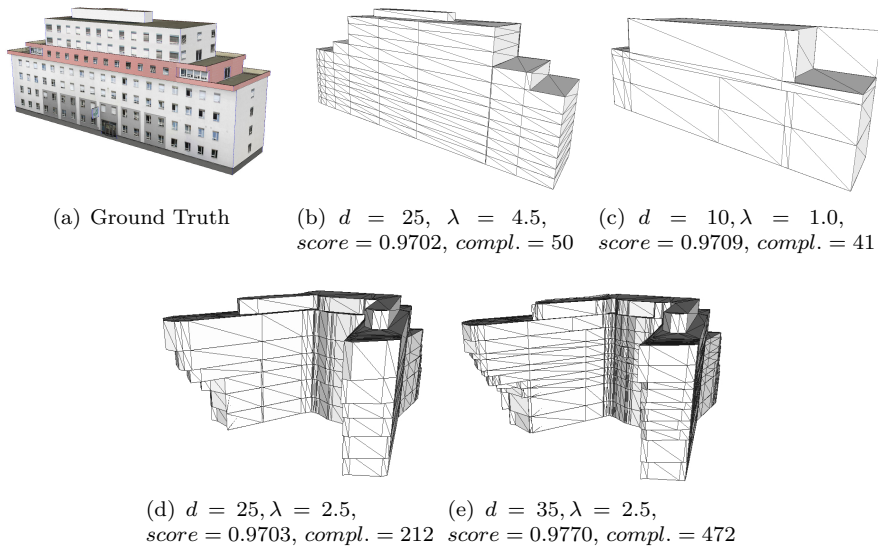 (a) Ground Truth
(b) d = 25, λ = 4.5,
score = 0.9702, compl. = 50
(c) d = 10, λ = 1.0,
score = 0.9709, compl. = 41
(d) d = 25, λ = 2.5,
score = 0.9703, compl. = 212
(e) d = 35, λ = 2.5,
score = 0.9770, compl. = 472